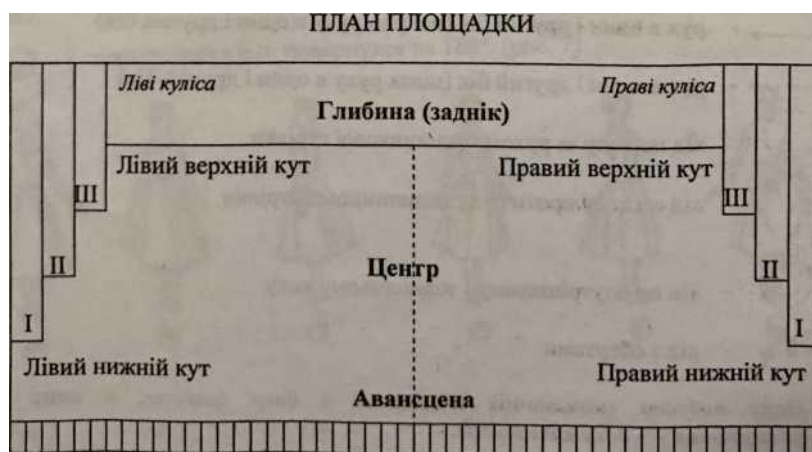 ПЛАН ПЛОЩАДКИ
Ліві куліса
Праві куліса
Глибина (заднік)
Лівий верхній кут
Правий верхній кут
III
III
Центр
II
II
I
I
Лівий нижній кут
Правий нижній кут
Авансцена